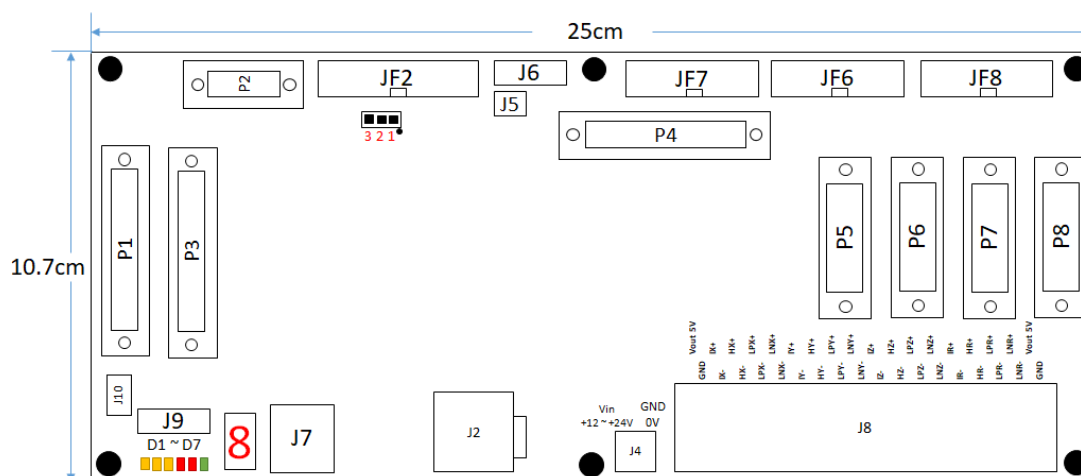 25cm
P2
JF2
J6
JF7
JF6
JF8
J5
3 2 1
P4
P1
P3
P5
P6
P7
P8
10.7cm
Vout 5V IX+ HX+ LPX+ LNX+ IY+ HY+ LPY+ LNY+ IZ+ HZ+ LPZ+ LNZ+ IR+ HR+ LPR+ LNR+ Vout 5V
GND IX- HX- LPX- LNX- IY- HY- LPY- LNY- IZ- HZ- LPZ- LNZ- IR- HR- LPR- LNR- GND
J10
J9
D1 ~ D7
8
J7
J2
Vin GND
+12 ~ +24V 0V
J4
J8